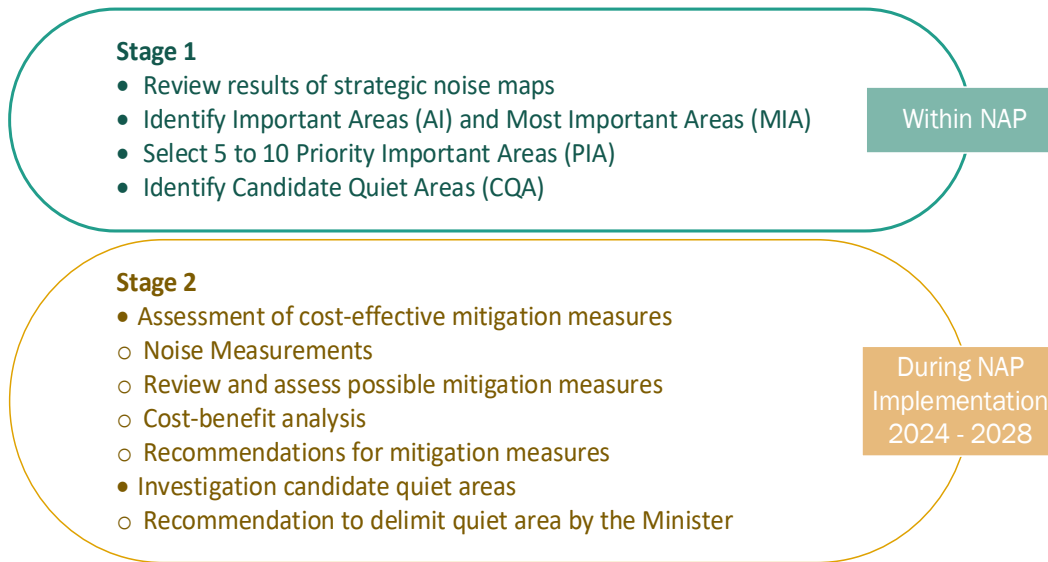 Stage 1
• Review results of strategic noise maps
• Identify Important Areas (AI) and Most Important Areas (MIA)
• Select 5 to 10 Priority Important Areas (PIA)
• Identify Candidate Quiet Areas (CQA)
Within NAP
Stage 2
• Assessment of cost-effective mitigation measures
o Noise Measurements
o Review and assess possible mitigation measures
o Cost-benefit analysis
o Recommendations for mitigation measures
• Investigation candidate quiet areas
o Recommendation to delimit quiet area by the Minister
During NAP
Implementation
2024 - 2028